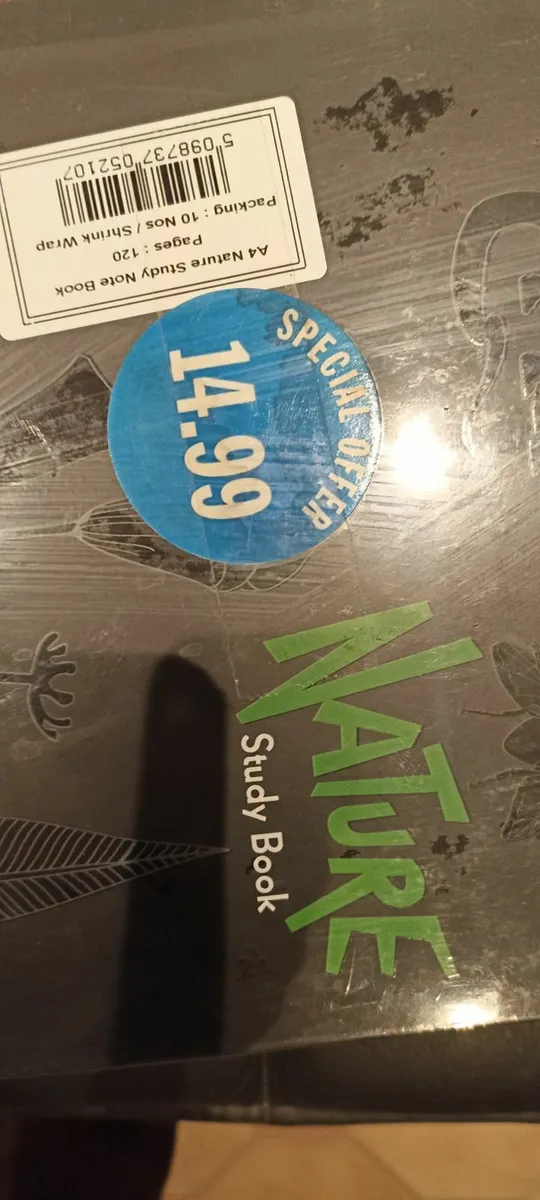 A4 Nature Study Note Book
Pages : 120
Packing : 10 Nos / Shrink Wrap
5 098737 052107
SPECIAL OFFER
14.99
NATURE
Study Book